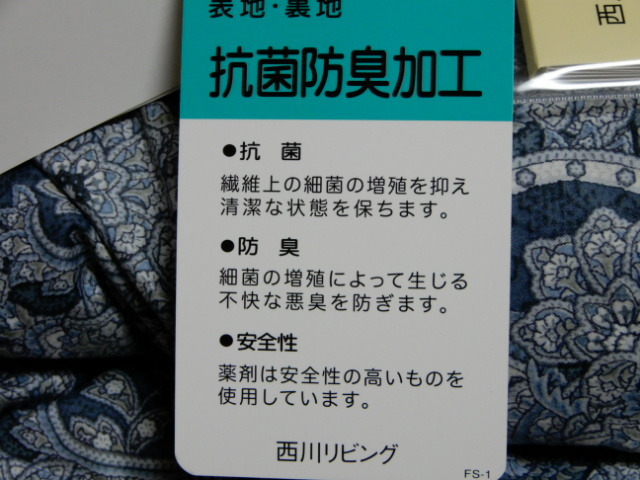 表地・裏地
抗菌防臭加工
●抗 菌
繊維上の細菌の増殖を抑え
清潔な状態を保ちます。
●防 臭
細菌の増殖によって生じる
不快な悪臭を防ぎます。
●安全性
薬剤は安全性の高いものを
使用しています。
西川リビング
FS-1
西